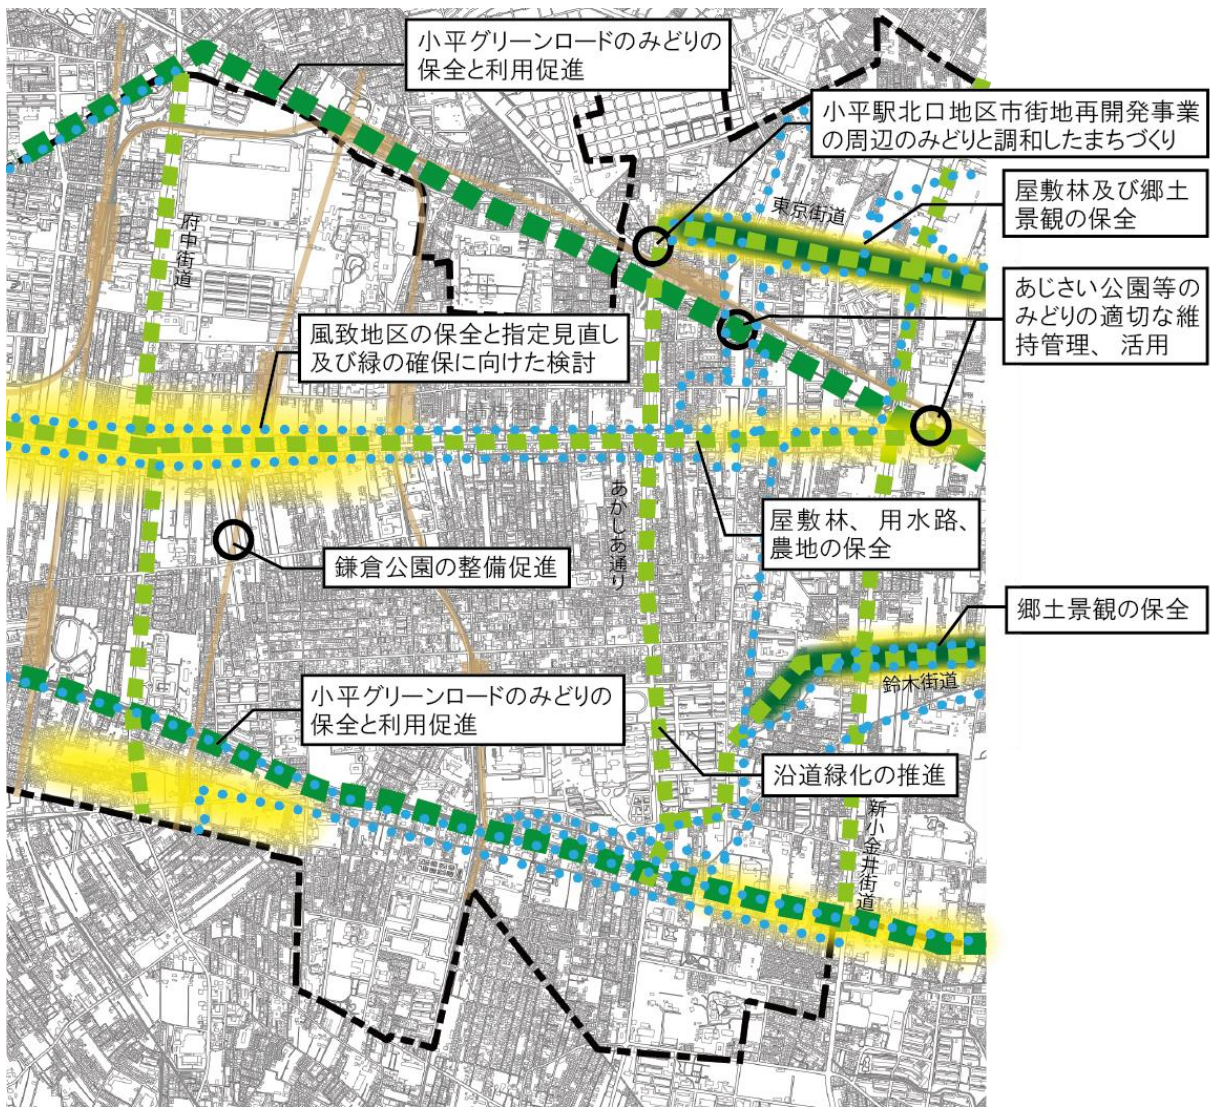 小平グリーンロードのみどりの
保全と利用促進
小平駅北口地区市街地再開発事業
の周辺のみどりと調和したまちづくり
屋敷林及び郷土
景観の保全
東京街道
府中街道
あじさい公園等の
みどりの適切な維
持管理、活用
風致地区の保全と指定見直し
及び緑の確保に向けた検討
青梅街道
あかしあ通り
屋敷林、用水路、
農地の保全
鎌倉公園の整備促進
郷土景観の保全
鈴木街道
小平グリーンロードのみどりの
保全と利用促進
沿道緑化の推進
新小金井街道